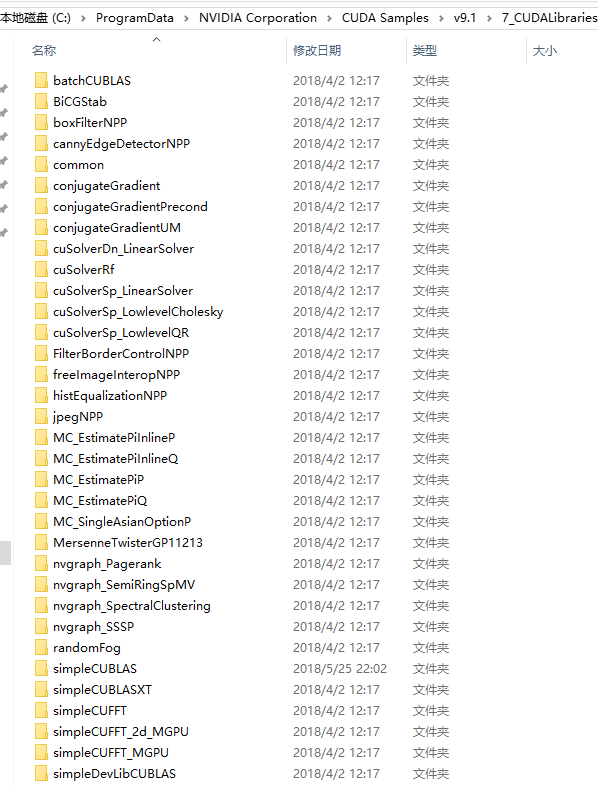 本地磁盘 (C:) › ProgramData › NVIDIA Corporation › CUDA Samples › v9.1 › 7_CUDALibraries
名称 修改日期 类型 大小
batchCUBLAS 2018/4/2 12:17 文件夹
BiCGStab 2018/4/2 12:17 文件夹
boxFilterNPP 2018/4/2 12:17 文件夹
cannyEdgeDetectorNPP 2018/4/2 12:17 文件夹
common 2018/4/2 12:17 文件夹
conjugateGradient 2018/4/2 12:17 文件夹
conjugateGradientPrecond 2018/4/2 12:17 文件夹
conjugateGradientUM 2018/4/2 12:17 文件夹
cuSolverDn_LinearSolver 2018/4/2 12:17 文件夹
cuSolverRf 2018/4/2 12:17 文件夹
cuSolverSp_LinearSolver 2018/4/2 12:17 文件夹
cuSolverSp_LowlevelCholesky 2018/4/2 12:17 文件夹
cuSolverSp_LowlevelQR 2018/4/2 12:17 文件夹
FilterBorderControlNPP 2018/4/2 12:17 文件夹
freeImageInteropNPP 2018/4/2 12:17 文件夹
histEqualizationNPP 2018/4/2 12:17 文件夹
jpegNPP 2018/4/2 12:17 文件夹
MC_EstimatePiInlineP 2018/4/2 12:17 文件夹
MC_EstimatePiInlineQ 2018/4/2 12:17 文件夹
MC_EstimatePiP 2018/4/2 12:17 文件夹
MC_EstimatePiQ 2018/4/2 12:17 文件夹
MC_SingleAsianOptionP 2018/4/2 12:17 文件夹
MersenneTwisterGP11213 2018/4/2 12:17 文件夹
nvgraph_Pagerank 2018/4/2 12:17 文件夹
nvgraph_SemiRingSpMV 2018/4/2 12:17 文件夹
nvgraph_SpectralClustering 2018/4/2 12:17 文件夹
nvgraph_SSSP 2018/4/2 12:17 文件夹
randomFog 2018/4/2 12:17 文件夹
simpleCUBLAS 2018/5/25 22:02 文件夹
simpleCUBLASXT 2018/4/2 12:17 文件夹
simpleCUFFT 2018/4/2 12:17 文件夹
simpleCUFFT_2d_MGPU 2018/4/2 12:17 文件夹
simpleCUFFT_MGPU 2018/4/2 12:17 文件夹
simpleDevLibCUBLAS 2018/4/2 12:17 文件夹